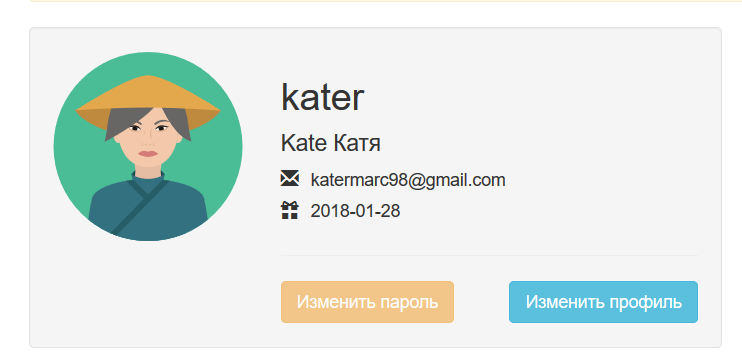 kater
Kate Катя
katermarc98@gmail.com
2018-01-28
Изменить пароль
Изменить профиль